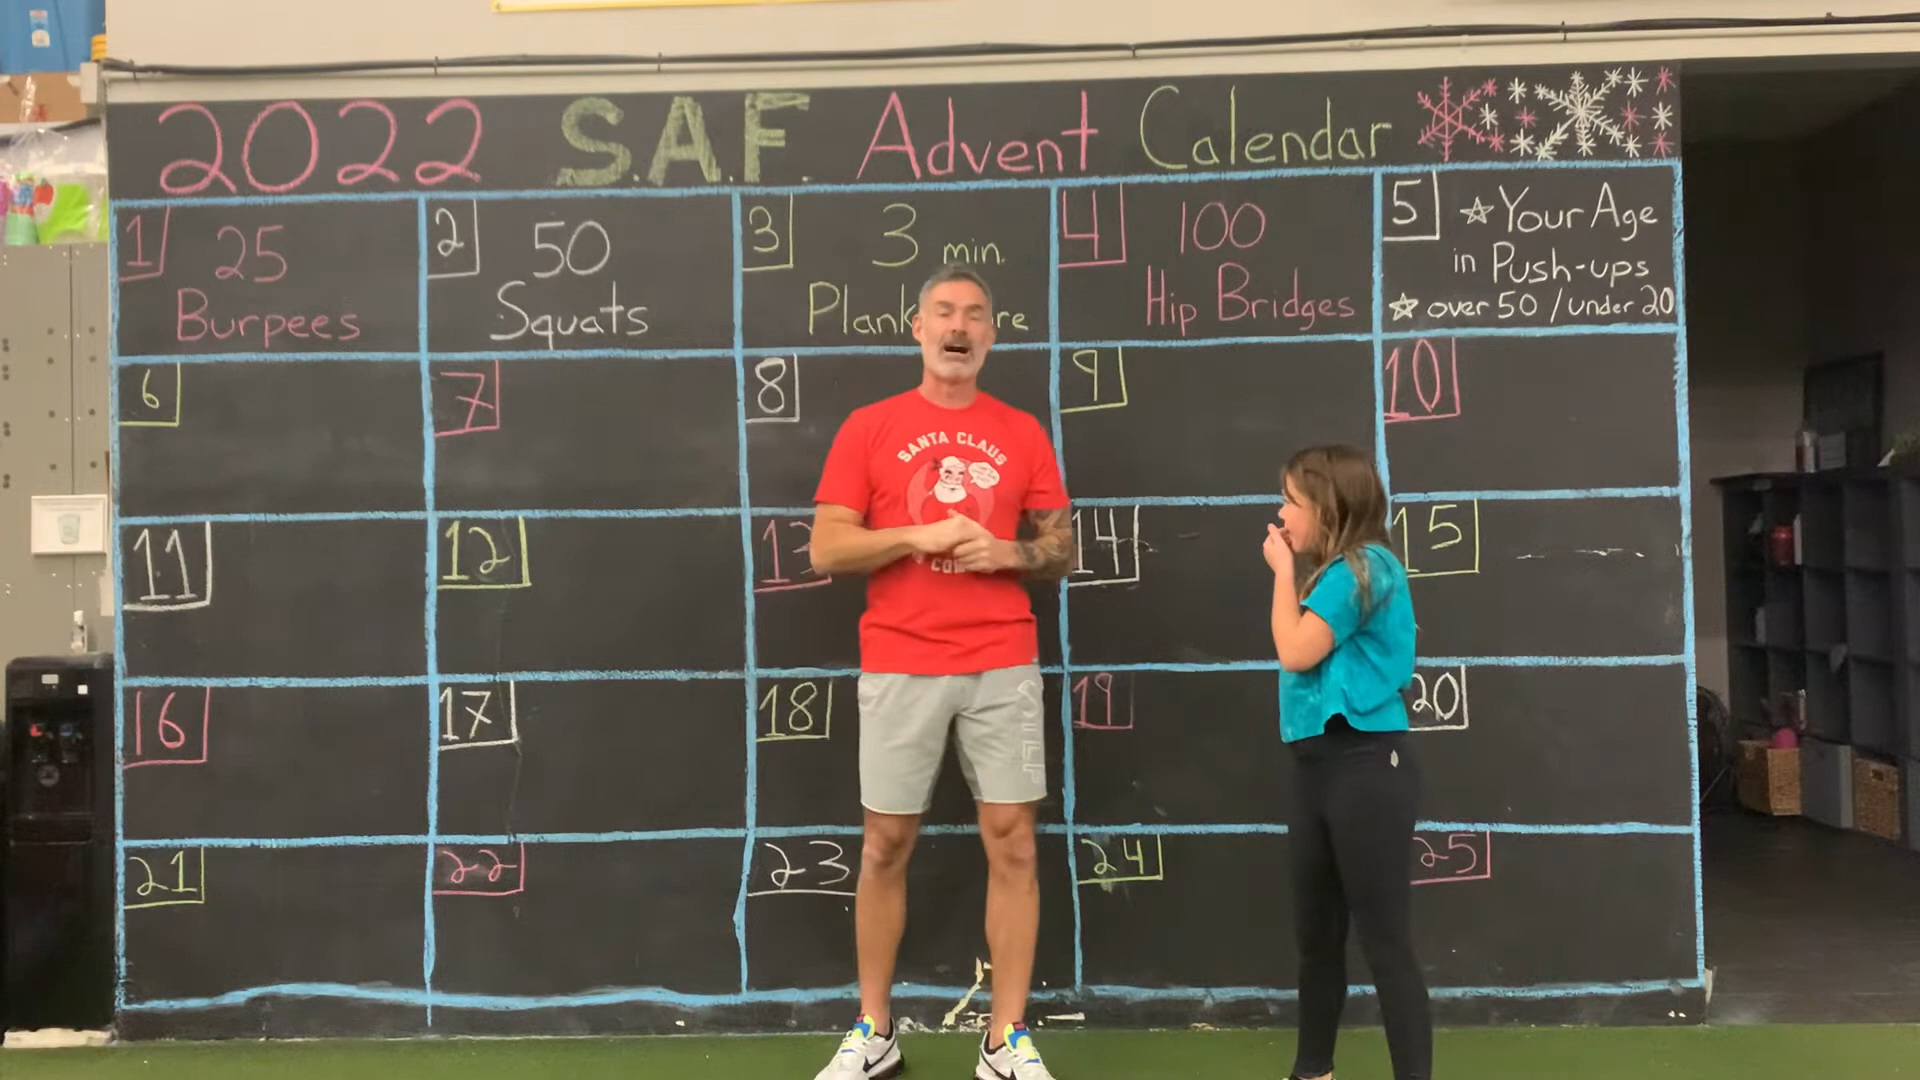 2022 S.A.F. Advent Calendar
1 25
Burpees
2 50
Squats
3 3 min.
Plank
4 100
Hip Bridges
5 ☆ Your Age
in Push-ups
☆ over 50 / under 20
6
7
8
9
10
11
12
13
14
15
16
17
18
19
20
21
22
23
24
25
SANTA CLAUS
SELF